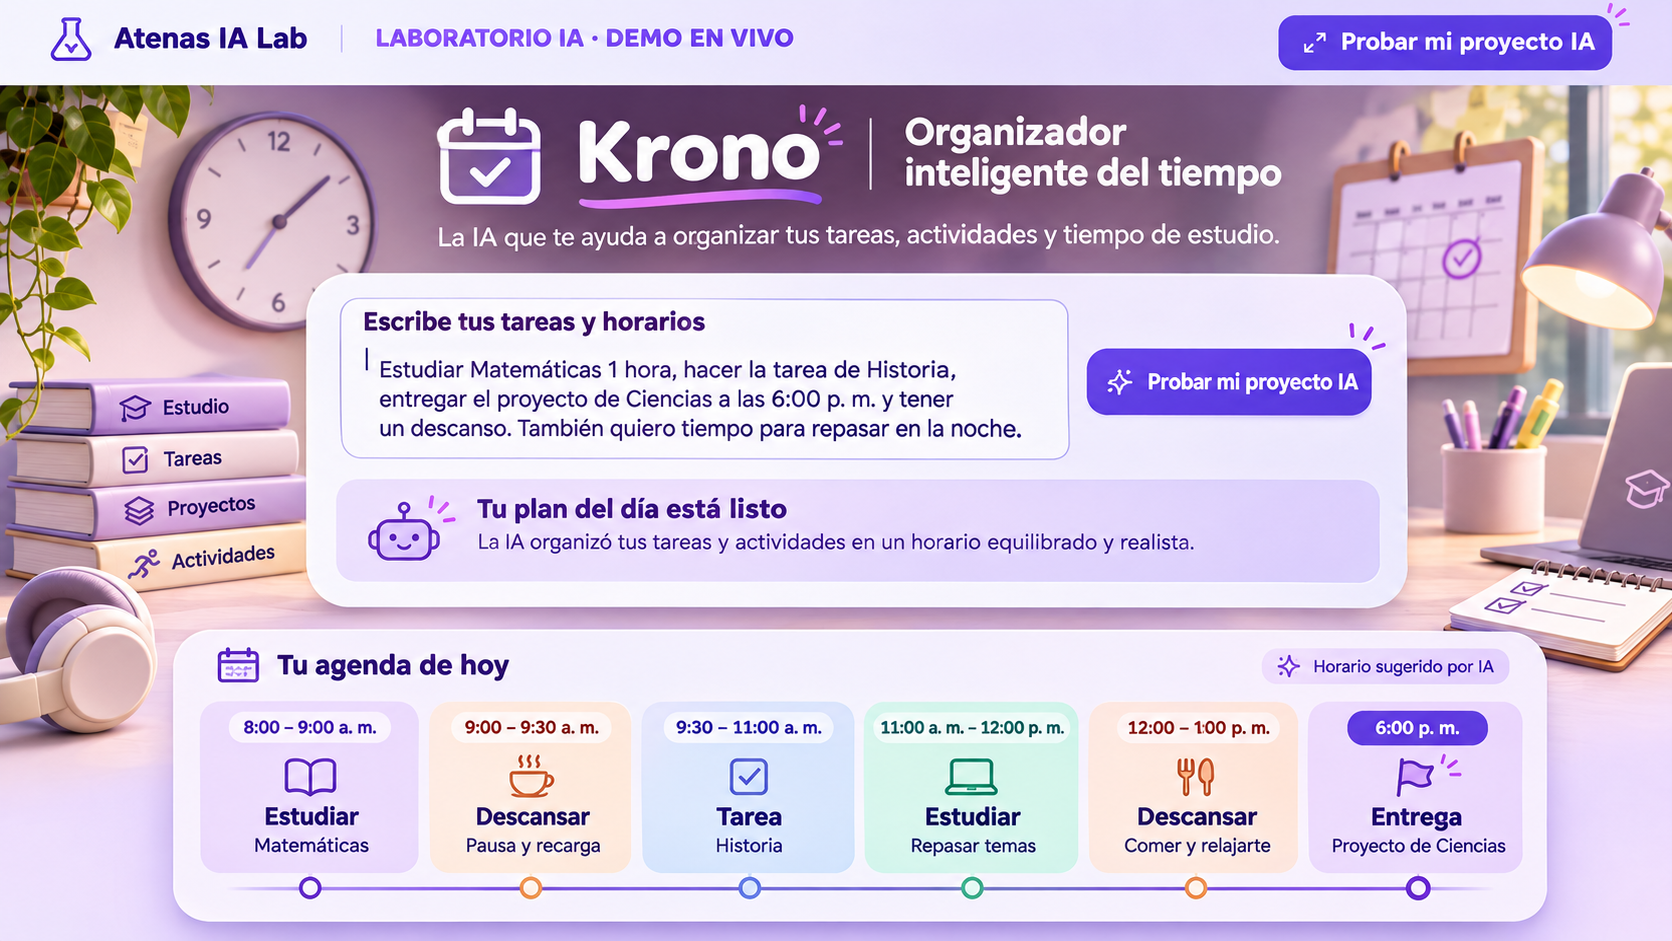 Atenas IA Lab
LABORATORIO IA · DEMO EN VIVO
Probar mi proyecto IA
12
3
6
9
Krono
Organizador
inteligente del tiempo
La IA que te ayuda a organizar tus tareas, actividades y tiempo de estudio.
Estudio
Tareas
Proyectos
Actividades
Escribe tus tareas y horarios
Estudiar Matemáticas 1 hora, hacer la tarea de Historia,
entregar el proyecto de Ciencias a las 6:00 p. m. y tener
un descanso. También quiero tiempo para repasar en la noche.
Probar mi proyecto IA
Tu plan del día está listo
La IA organizó tus tareas y actividades en un horario equilibrado y realista.
Tu agenda de hoy
Horario sugerido por IA
8:00 – 9:00 a. m.
Estudiar
Matemáticas
9:00 – 9:30 a. m.
Descansar
Pausa y recarga
9:30 – 11:00 a. m.
Tarea
Historia
11:00 a. m. – 12:00 p. m.
Estudiar
Repasar temas
12:00 – 1:00 p. m.
Descansar
Comer y relajarte
6:00 p. m.
Entrega
Proyecto de Ciencias